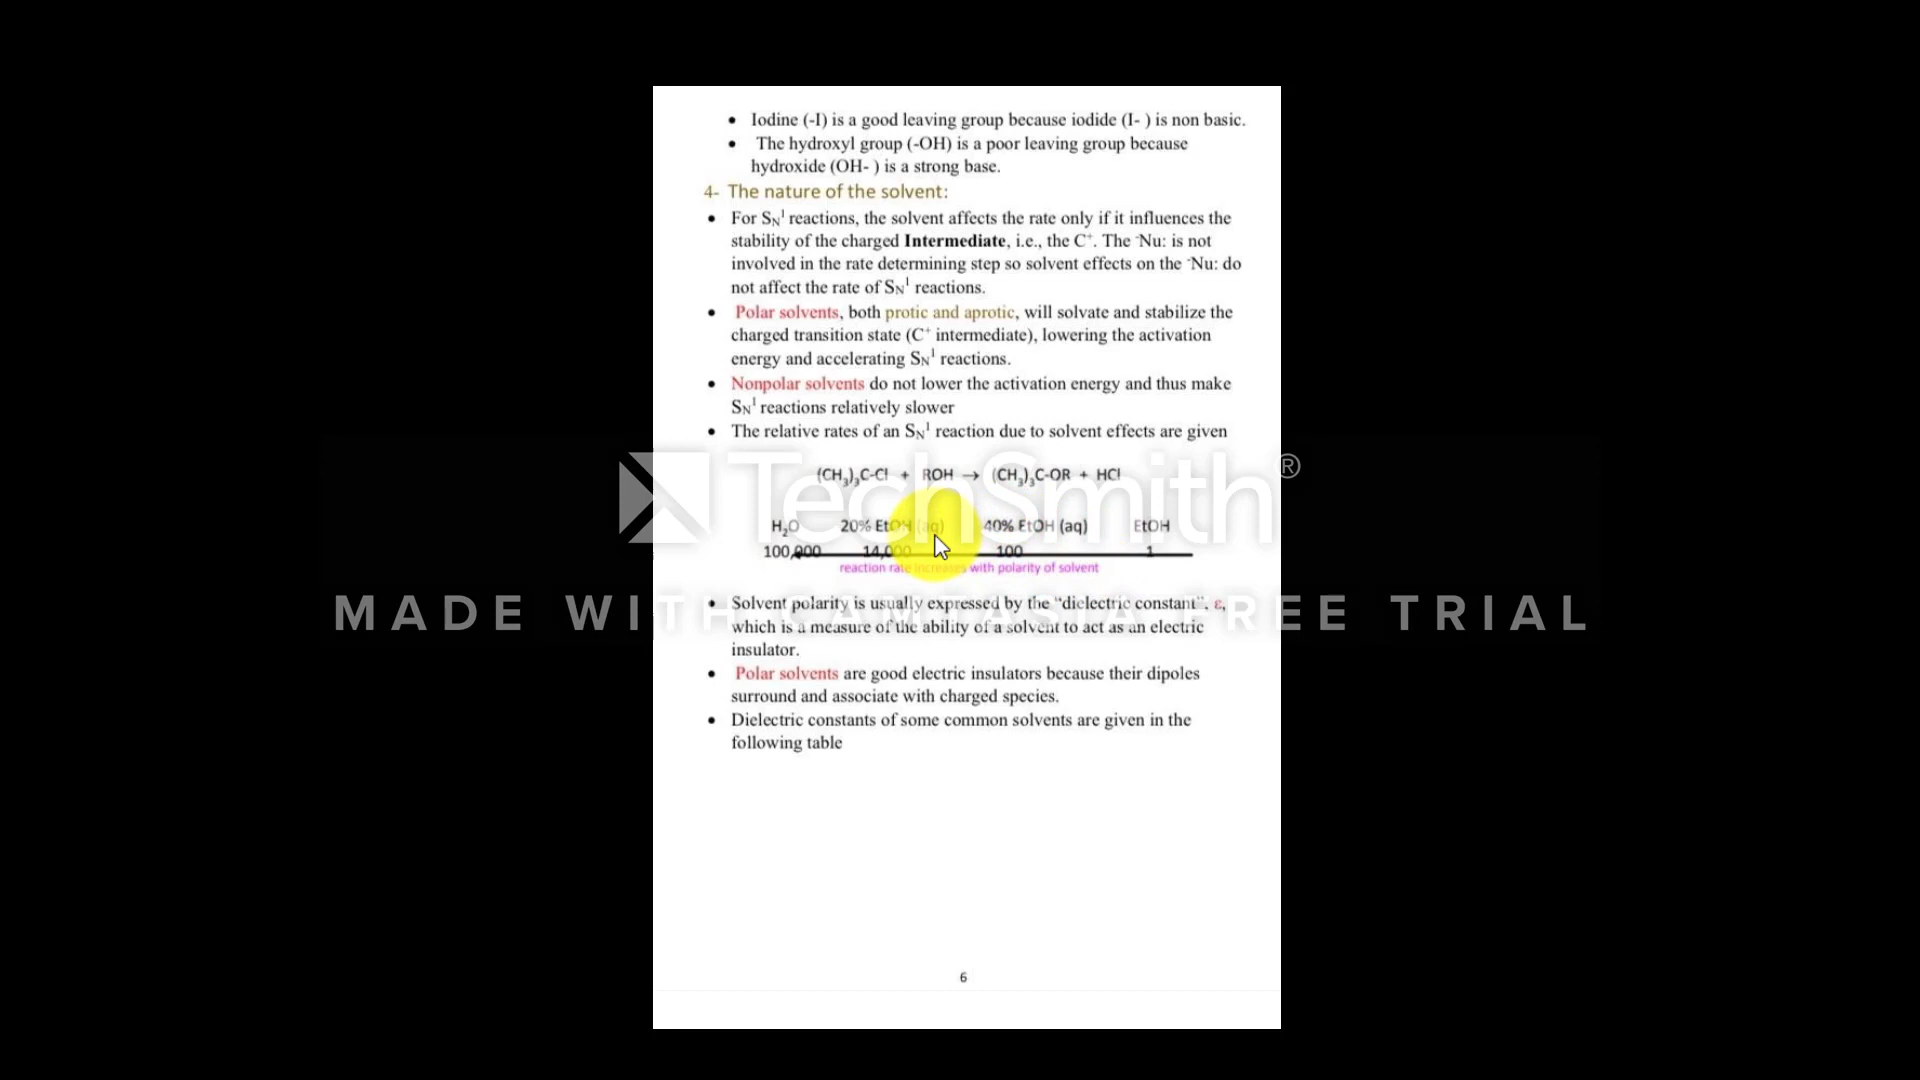 • Iodine (-I) is a good leaving group because iodide (I- ) is non basic.
• The hydroxyl group (-OH) is a poor leaving group because
hydroxide (OH- ) is a strong base.
4- The nature of the solvent:
• For SN¹ reactions, the solvent affects the rate only if it influences the
stability of the charged Intermediate, i.e., the C⁺. The ⁻Nu: is not
involved in the rate determining step so solvent effects on the ⁻Nu: do
not affect the rate of SN¹ reactions.
• Polar solvents, both protic and aprotic, will solvate and stabilize the
charged transition state (C⁺ intermediate), lowering the activation
energy and accelerating SN¹ reactions.
• Nonpolar solvents do not lower the activation energy and thus make
SN¹ reactions relatively slower
• The relative rates of an SN¹ reaction due to solvent effects are given
TechSmith®
(CH₃)₃C-Cl + ROH → (CH₃)₃C-OR + HCl
H₂O 20% EtOH (aq) 40% EtOH (aq) EtOH
100,000 14,000 100 1
reaction rate increases with polarity of solvent
MADE WITH CAMTASIA FREE TRIAL
• Solvent polarity is usually expressed by the “dielectric constant”, ε,
which is a measure of the ability of a solvent to act as an electric
insulator.
• Polar solvents are good electric insulators because their dipoles
surround and associate with charged species.
• Dielectric constants of some common solvents are given in the
following table
6